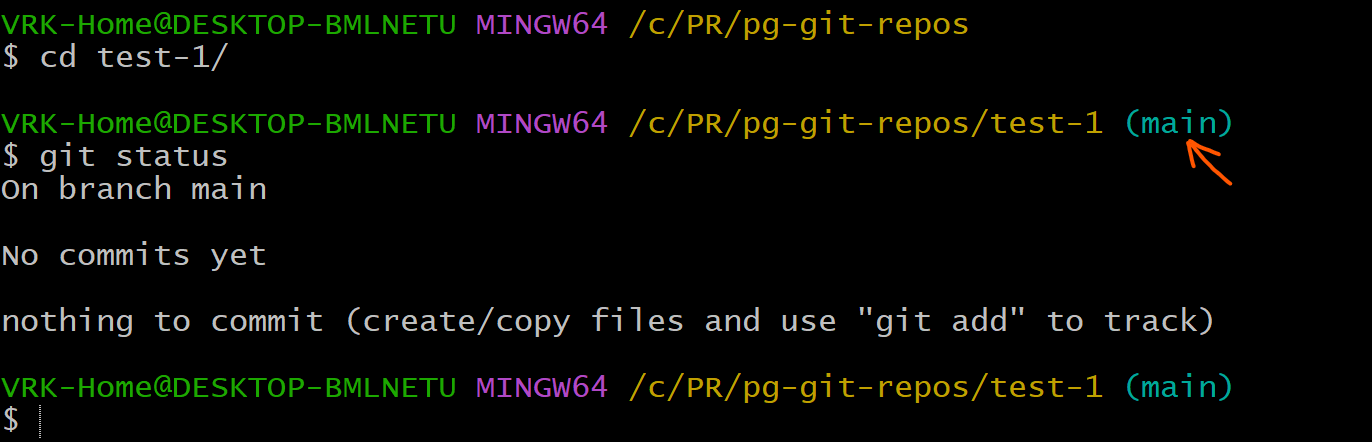 VRK-Home@DESKTOP-BMLNETU MINGW64 /c/PR/pg-git-repos
$ cd test-1/
VRK-Home@DESKTOP-BMLNETU MINGW64 /c/PR/pg-git-repos/test-1 (main)
$ git status
On branch main
No commits yet
nothing to commit (create/copy files and use "git add" to track)
VRK-Home@DESKTOP-BMLNETU MINGW64 /c/PR/pg-git-repos/test-1 (main)
$